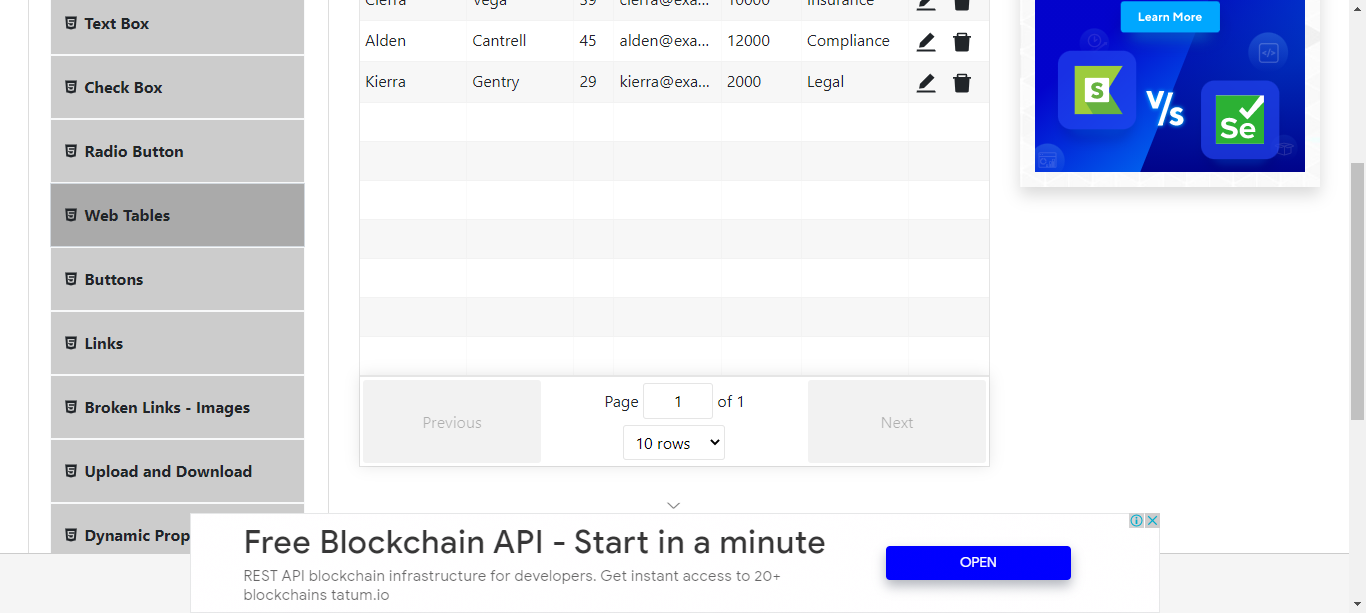 Text Box
Check Box
Radio Button
Web Tables
Buttons
Links
Broken Links - Images
Upload and Download
Dynamic Prop
Cierra Vega 39 cierra@exa... 10000 Insurance
Alden Cantrell 45 alden@exa... 12000 Compliance
Kierra Gentry 29 kierra@exa... 2000 Legal
Previous
Page 1 of 1
10 rows
Next
Learn More
S
V/s
Se
Free Blockchain API - Start in a minute
REST API blockchain infrastructure for developers. Get instant access to 20+
blockchains tatum.io
OPEN